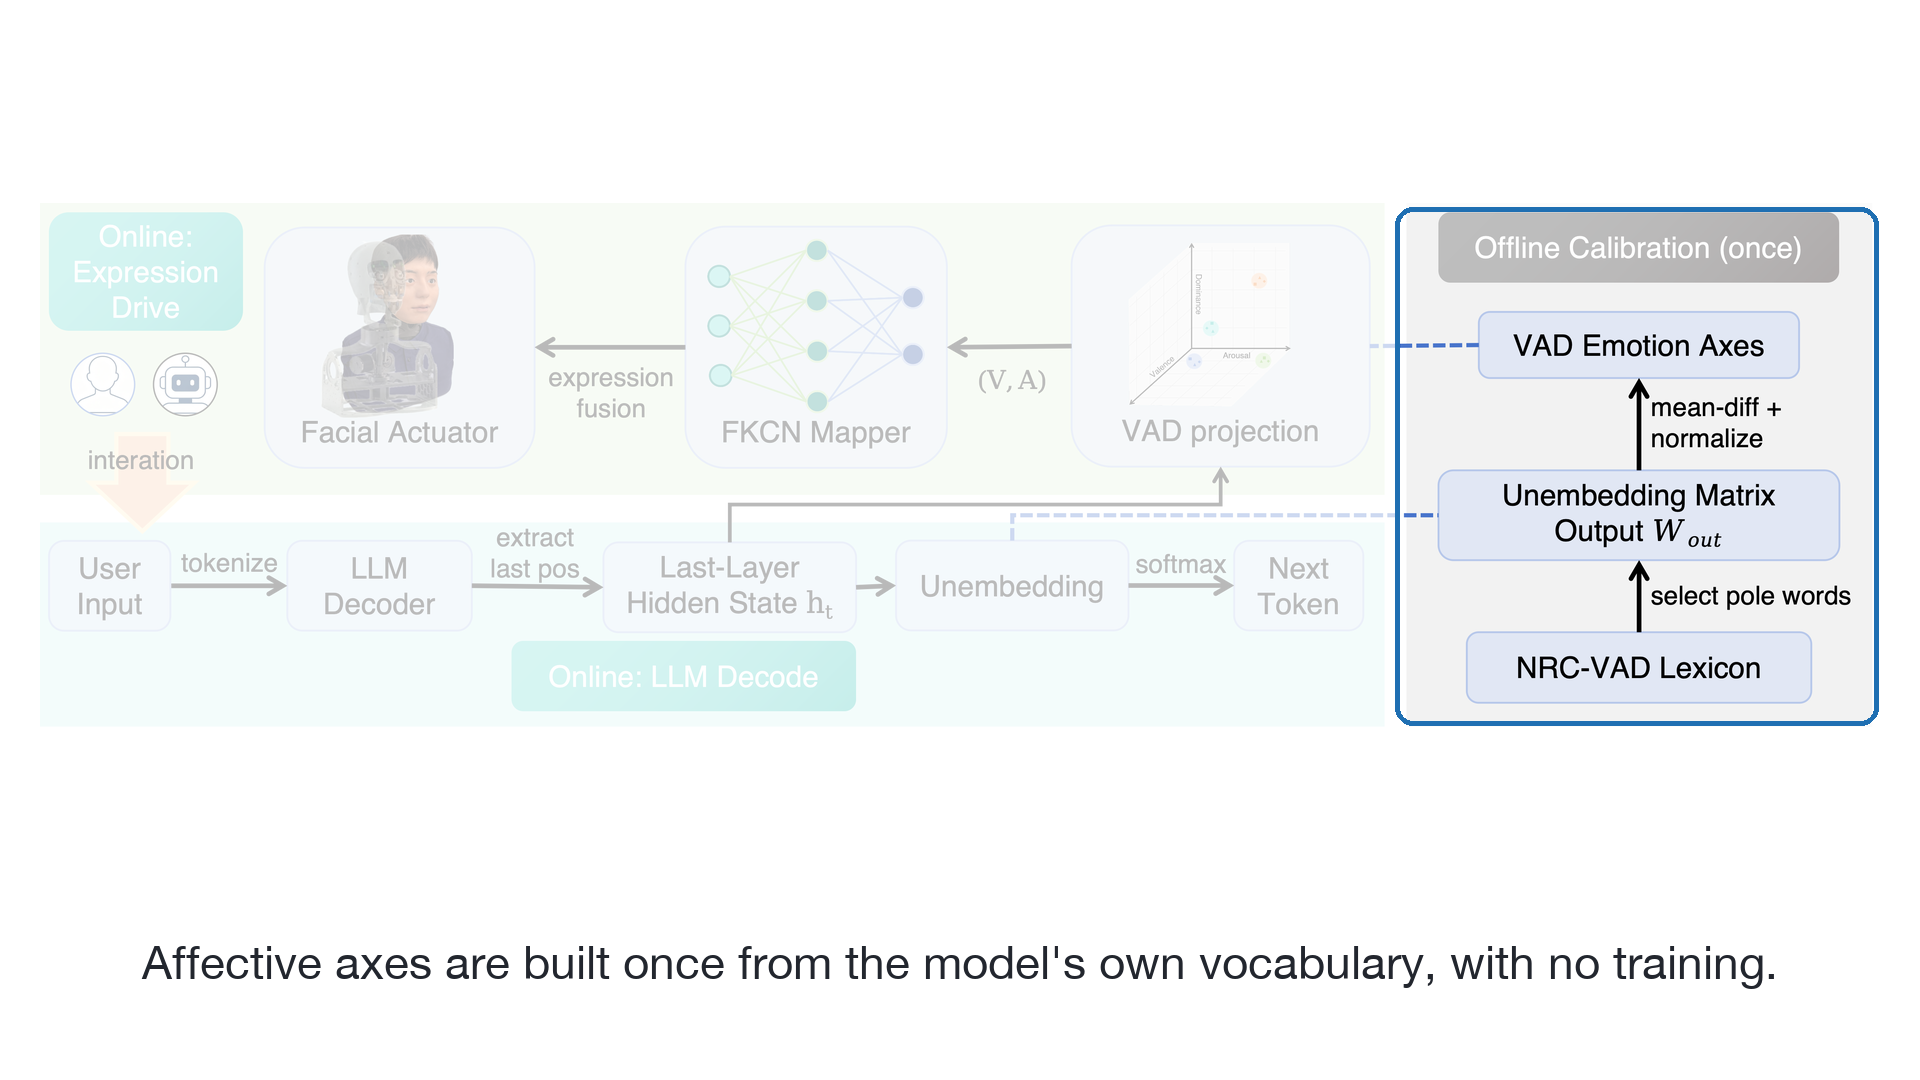 Online:
Expression
Drive
interation
Facial Actuator
expression
fusion
FKCN Mapper
(V, A)
Dominance
Arousal
Valence
VAD projection
Offline Calibration (once)
VAD Emotion Axes
mean-diff +
normalize
Unembedding Matrix
Output W out
select pole words
NRC-VAD Lexicon
User
Input
tokenize
LLM
Decoder
extract
last pos
Last-Layer
Hidden State ht
Unembedding
softmax
Next
Token
Online: LLM Decode
Affective axes are built once from the model's own vocabulary, with no training.